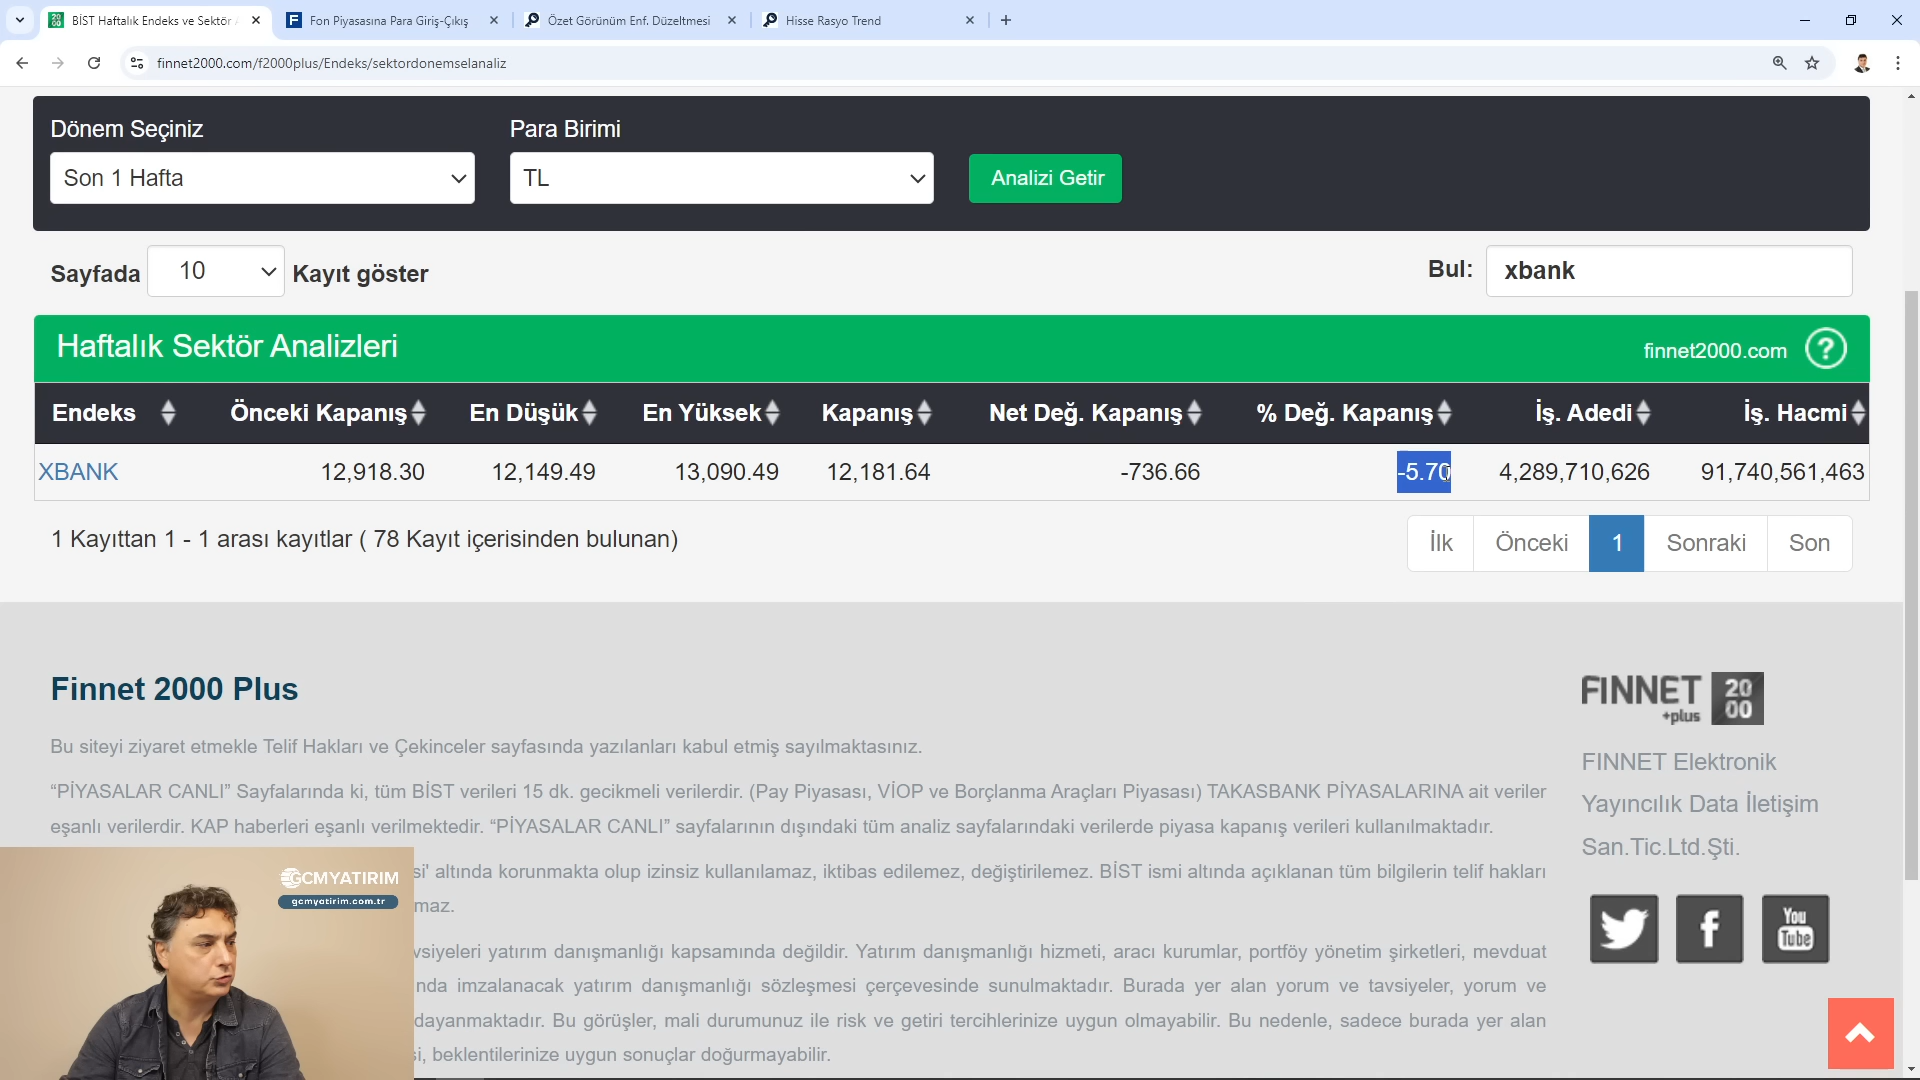 BİST Haftalık Endeks ve Sektör A
Fon Piyasasına Para Giriş-Çıkış
Özet Görünüm Enf. Düzeltmesi
Hisse Rasyo Trend
finnet2000.com/f2000plus/Endeks/sektordonemselanaliz
Dönem Seçiniz
Para Birimi
Son 1 Hafta
TL
Analizi Getir
Sayfada 10 Kayıt göster
Bul: xbank
Haftalık Sektör Analizleri
finnet2000.com ?
Endeks Önceki Kapanış En Düşük En Yüksek Kapanış Net Değ. Kapanış % Değ. Kapanış İş. Adedi İş. Hacmi
XBANK 12,918.30 12,149.49 13,090.49 12,181.64 -736.66 -5.70 4,289,710,626 91,740,561,463
1 Kayıttan 1 - 1 arası kayıtlar ( 78 Kayıt içerisinden bulunan)
İlk Önceki 1 Sonraki Son
Finnet 2000 Plus
Bu siteyi ziyaret etmekle Telif Hakları ve Çekinceler sayfasında yazılanları kabul etmiş sayılmaktasınız.
“PİYASALAR CANLI” Sayfalarında ki, tüm BİST verileri 15 dk. gecikmeli verilerdir. (Pay Piyasası, VİOP ve Borçlanma Araçları Piyasası) TAKASBANK PİYASALARINA ait veriler
eşanlı verilerdir. KAP haberleri eşanlı verilmektedir. “PİYASALAR CANLI” sayfalarının dışındaki tüm analiz sayfalarındaki verilerde piyasa kapanış verileri kullanılmaktadır.
si' altında korunmakta olup izinsiz kullanılamaz, iktibas edilemez, değiştirilemez. BİST ismi altında açıklanan tüm bilgilerin telif hakları
maz.
vsiyeleri yatırım danışmanlığı kapsamında değildir. Yatırım danışmanlığı hizmeti, aracı kurumlar, portföy yönetim şirketleri, mevduat
nda imzalanacak yatırım danışmanlığı sözleşmesi çerçevesinde sunulmaktadır. Burada yer alan yorum ve tavsiyeler, yorum ve
dayanmaktadır. Bu görüşler, mali durumunuz ile risk ve getiri tercihlerinize uygun olmayabilir. Bu nedenle, sadece burada yer alan
i, beklentilerinize uygun sonuçlar doğurmayabilir.
FINNET 20
+plus 00
FINNET Elektronik
Yayıncılık Data İletişim
San.Tic.Ltd.Şti.
You
Tube
GCMYATIRIM
gcmyatirim.com.tr